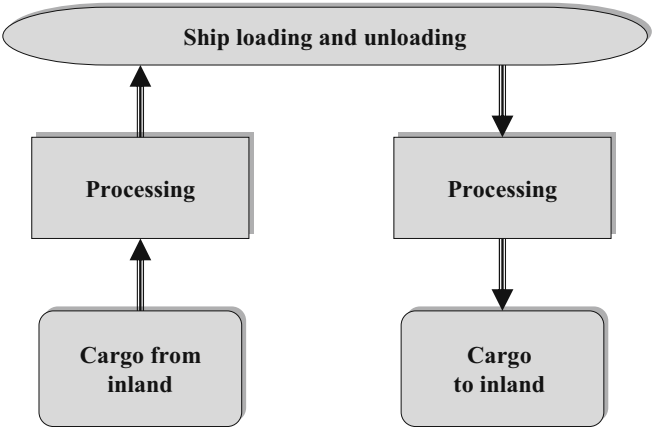 Ship loading and unloading
Processing
Processing
Cargo from
inland
Cargo
to inland